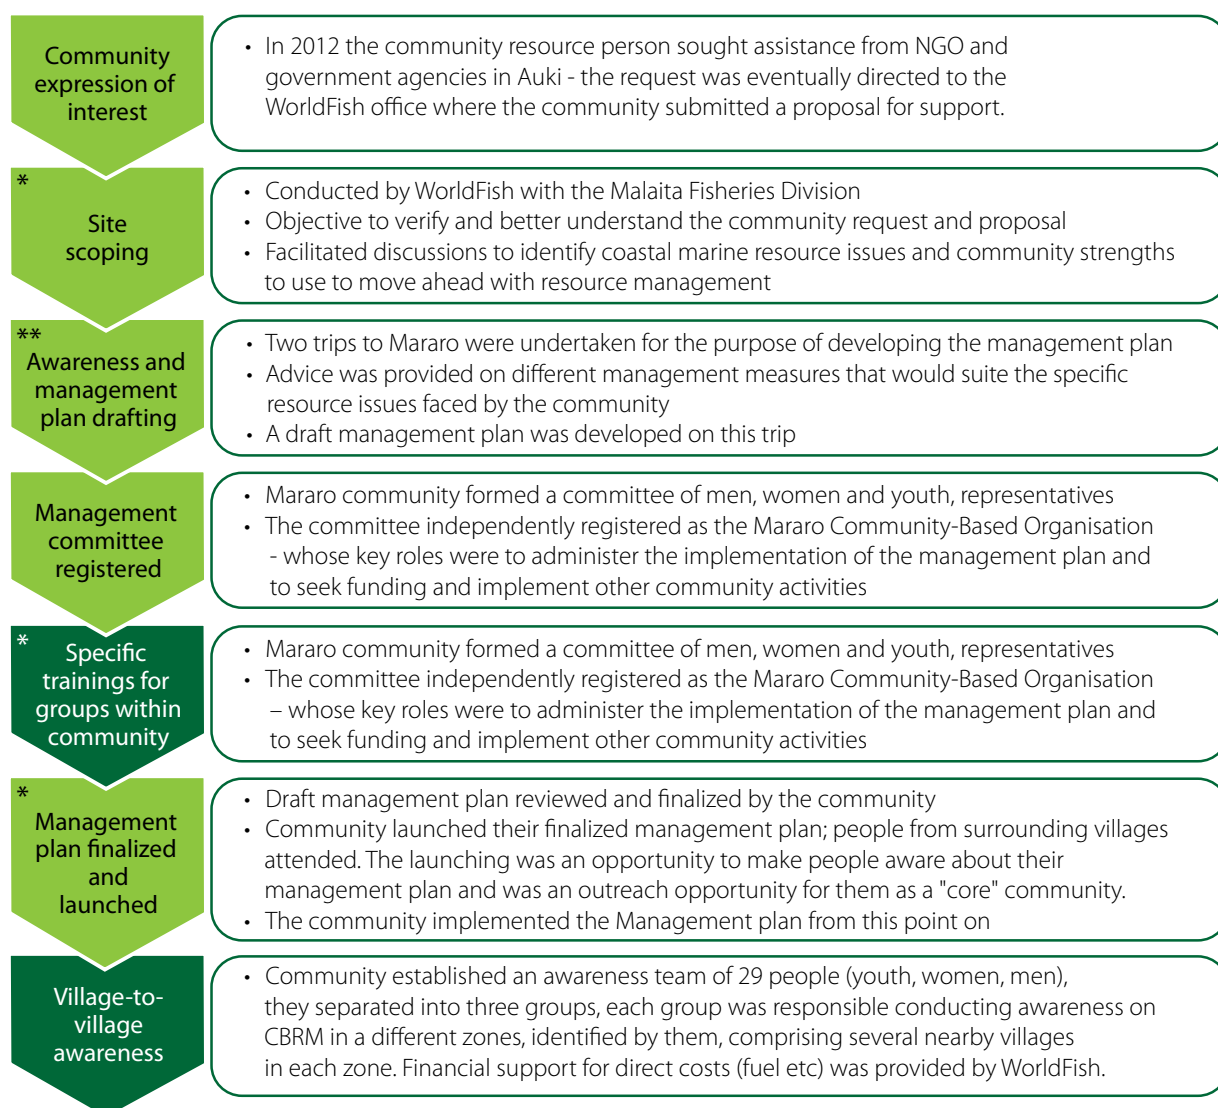 Community
expression of
interest
• In 2012 the community resource person sought assistance from NGO and
government agencies in Auki - the request was eventually directed to the
WorldFish office where the community submitted a proposal for support.
*
Site
scoping
• Conducted by WorldFish with the Malaita Fisheries Division
• Objective to verify and better understand the community request and proposal
• Facilitated discussions to identify coastal marine resource issues and community strengths
to use to move ahead with resource management
**
Awareness and
management
plan drafting
• Two trips to Mararo were undertaken for the purpose of developing the management plan
• Advice was provided on different management measures that would suite the specific
resource issues faced by the community
• A draft management plan was developed on this trip
Management
committee
registered
• Mararo community formed a committee of men, women and youth, representatives
• The committee independently registered as the Mararo Community-Based Organisation
- whose key roles were to administer the implementation of the management plan and
to seek funding and implement other community activities
*
Specific
trainings for
groups within
community
• Mararo community formed a committee of men, women and youth, representatives
• The committee independently registered as the Mararo Community-Based Organisation
– whose key roles were to administer the implementation of the management plan and
to seek funding and implement other community activities
*
Management
plan finalized
and
launched
• Draft management plan reviewed and finalized by the community
• Community launched their finalized management plan; people from surrounding villages
attended. The launching was an opportunity to make people aware about their
management plan and was an outreach opportunity for them as a "core" community.
• The community implemented the Management plan from this point on
Village-to-
village
awareness
• Community established an awareness team of 29 people (youth, women, men),
they separated into three groups, each group was responsible conducting awareness on
CBRM in a different zones, identified by them, comprising several nearby villages
in each zone. Financial support for direct costs (fuel etc) was provided by WorldFish.